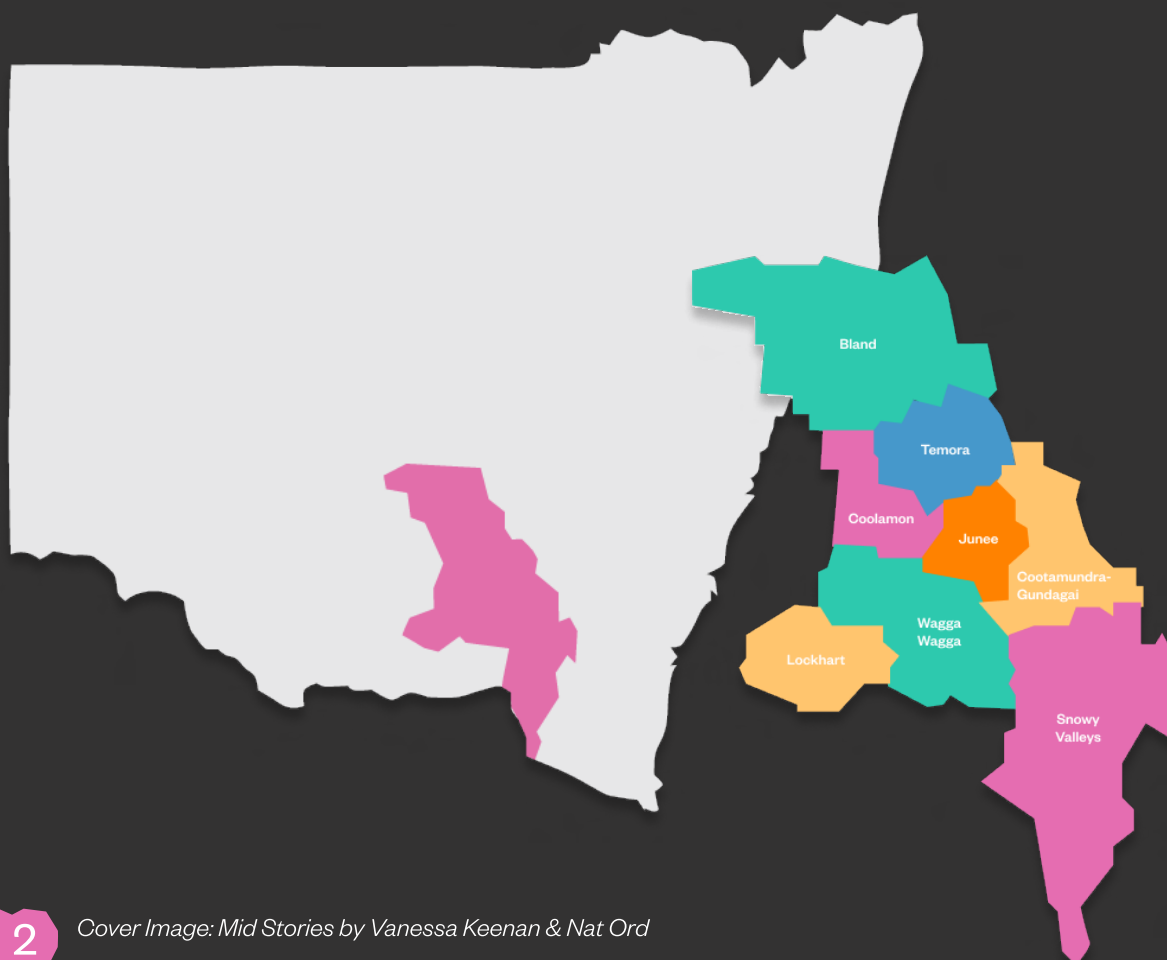 Bland
Temora
Coolamon
Junee
Cootamundra-
Gundagai
Wagga
Wagga
Lockhart
Snowy
Valleys
2
Cover Image: Mid Stories by Vanessa Keenan & Nat Ord